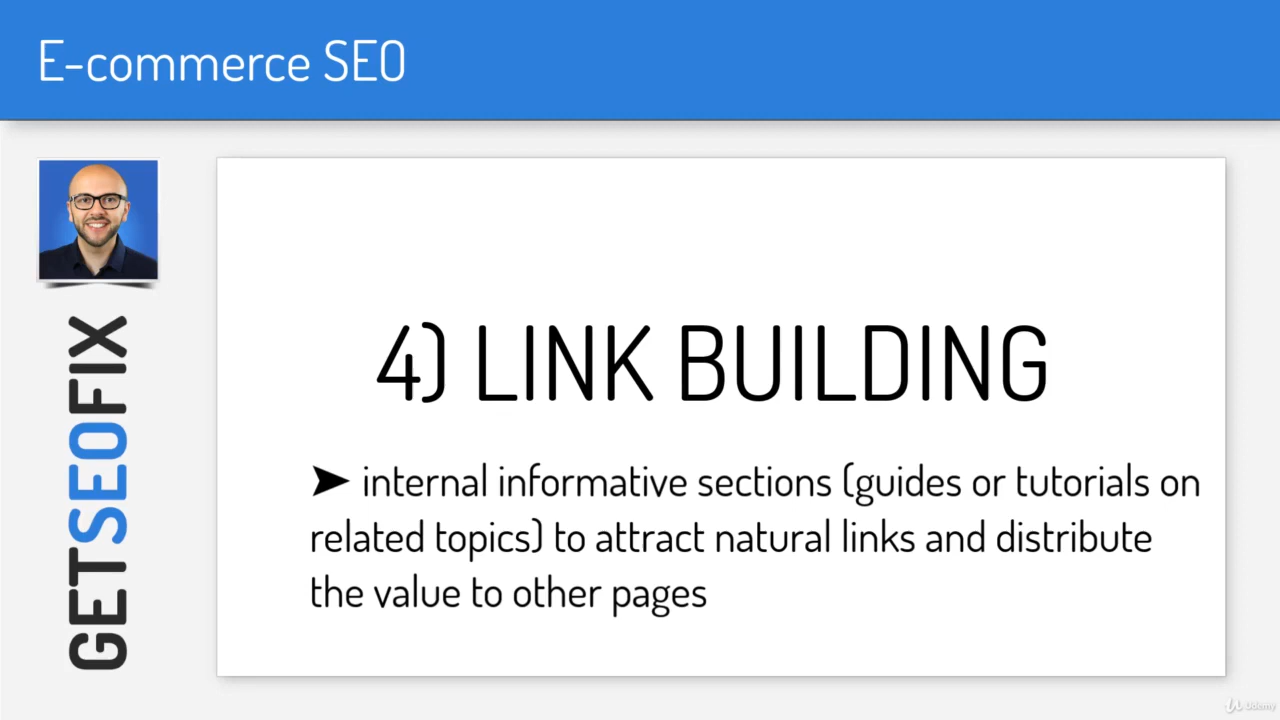 E-commerce SEO
GETSEOFIX
4) LINK BUILDING
➤ internal informative sections (guides or tutorials on
related topics) to attract natural links and distribute
the value to other pages
Udemy